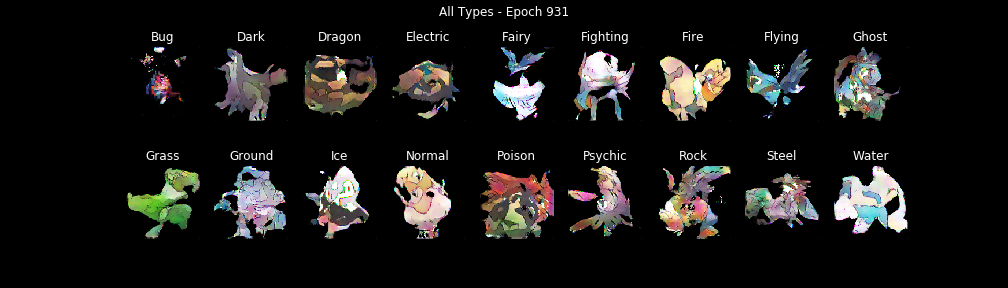 All Types - Epoch 931
Bug Dark Dragon Electric Fairy Fighting Fire Flying Ghost
Grass Ground Ice Normal Poison Psychic Rock Steel Water